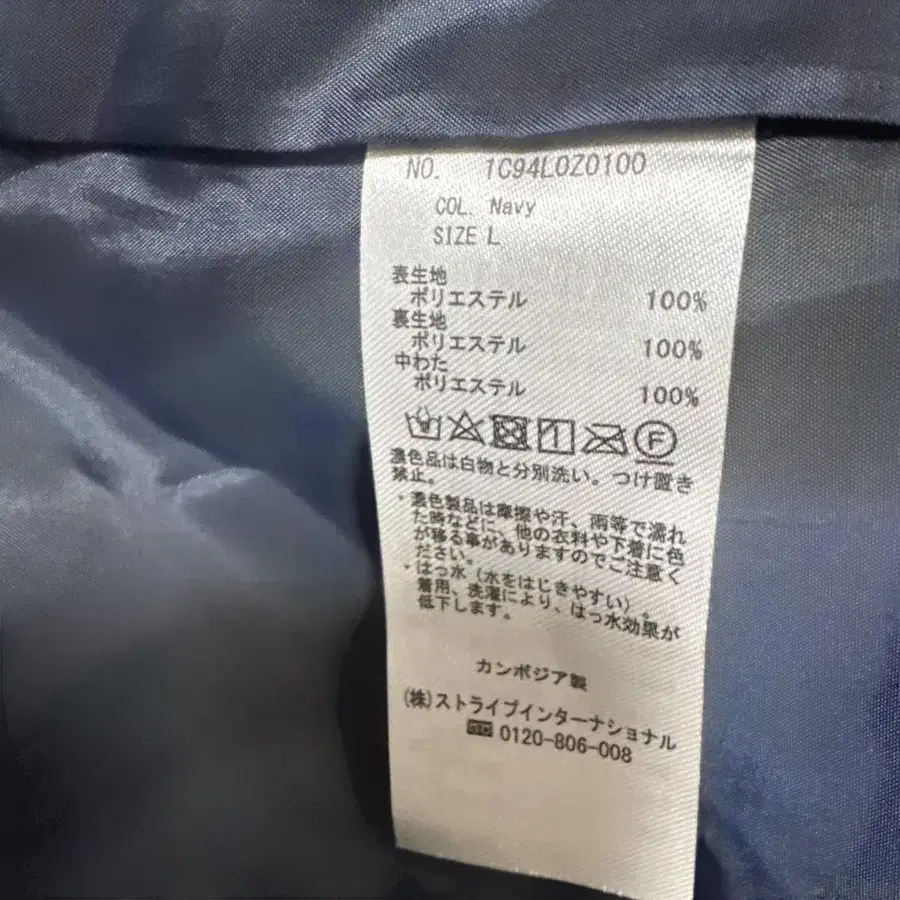 NO. 1C94L0Z0100
COL. Navy
SIZE L
表生地
ポリエステル 100%
裏生地
ポリエステル 100%
中わた
ポリエステル 100%
F
濃色品は白物と分別洗い。つけ置き
禁止。
・濃色製品は摩擦や汗、雨等で濡れ
た時などに、他の衣料や下着に色
が移る事がありますのでご注意く
ださい。
・はっ水（水をはじきやすい）。
着用、洗濯により、はっ水効果が
低下します。
カンボジア製
(株)ストライプインターナショナル
0120-806-008